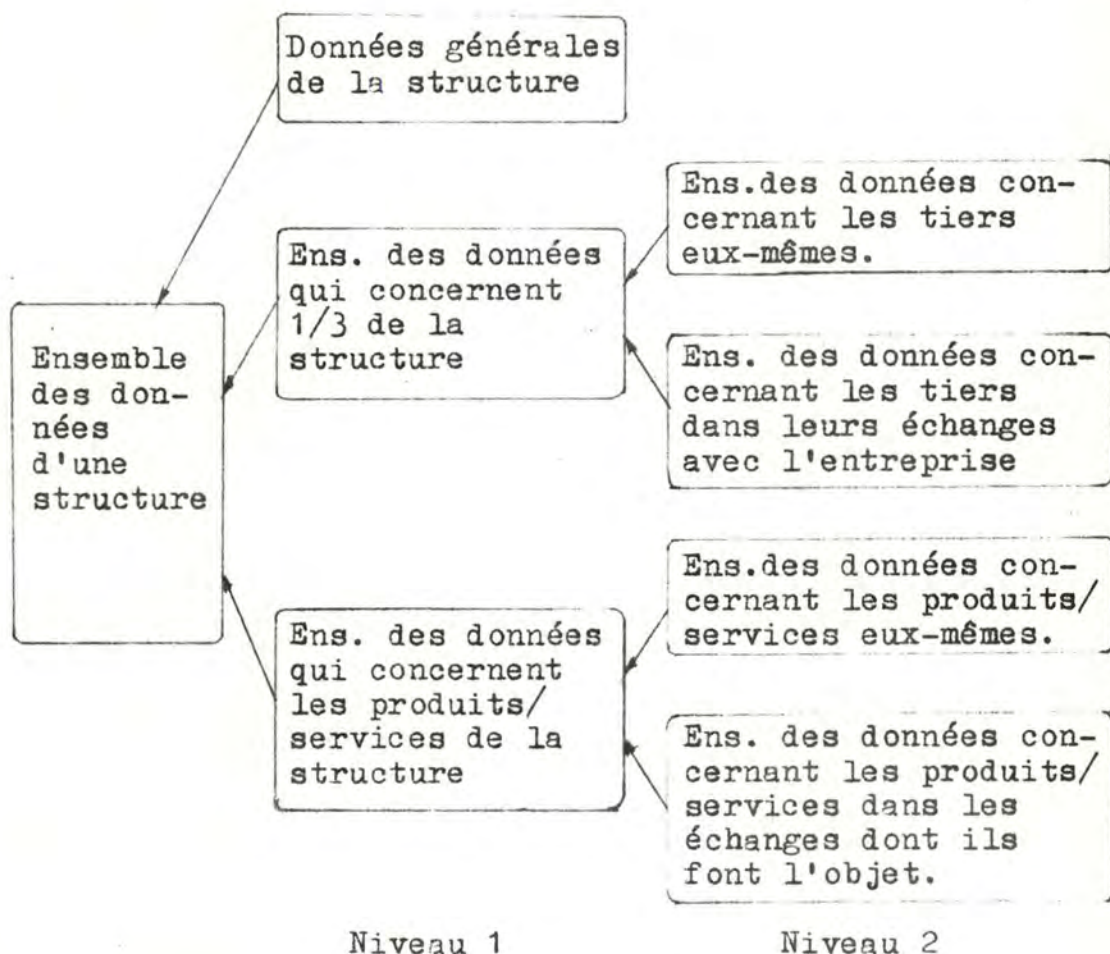 Données générales
de la structure
Ens. des données
qui concernent
1/3 de la
structure
Ens.des données con-
cernant les tiers
eux-mêmes.
Ens. des données con-
cernant les tiers
dans leurs échanges
avec l'entreprise
Ensemble
des don-
nées
d'une
structure
Ens. des données
qui concernent
les produits/
services de la
structure
Ens.des données con-
cernant les produits/
services eux-mêmes.
Ens. des données con-
cernant les produits/
services dans les
échanges dont ils
font l'objet.
Niveau 1
Niveau 2